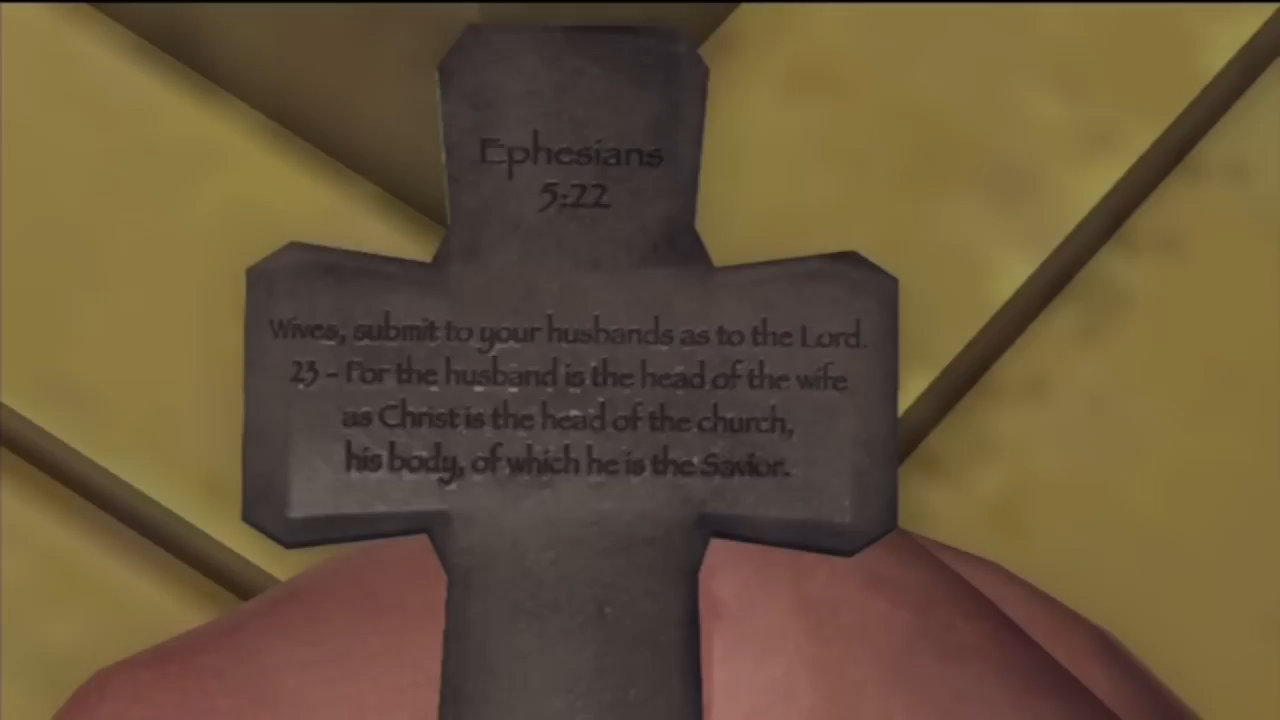 Ephesians
5:22
Wives, submit to your husbands as to the Lord.
23 - For the husband is the head of the wife
as Christ is the head of the church,
his body, of which he is the Savior.